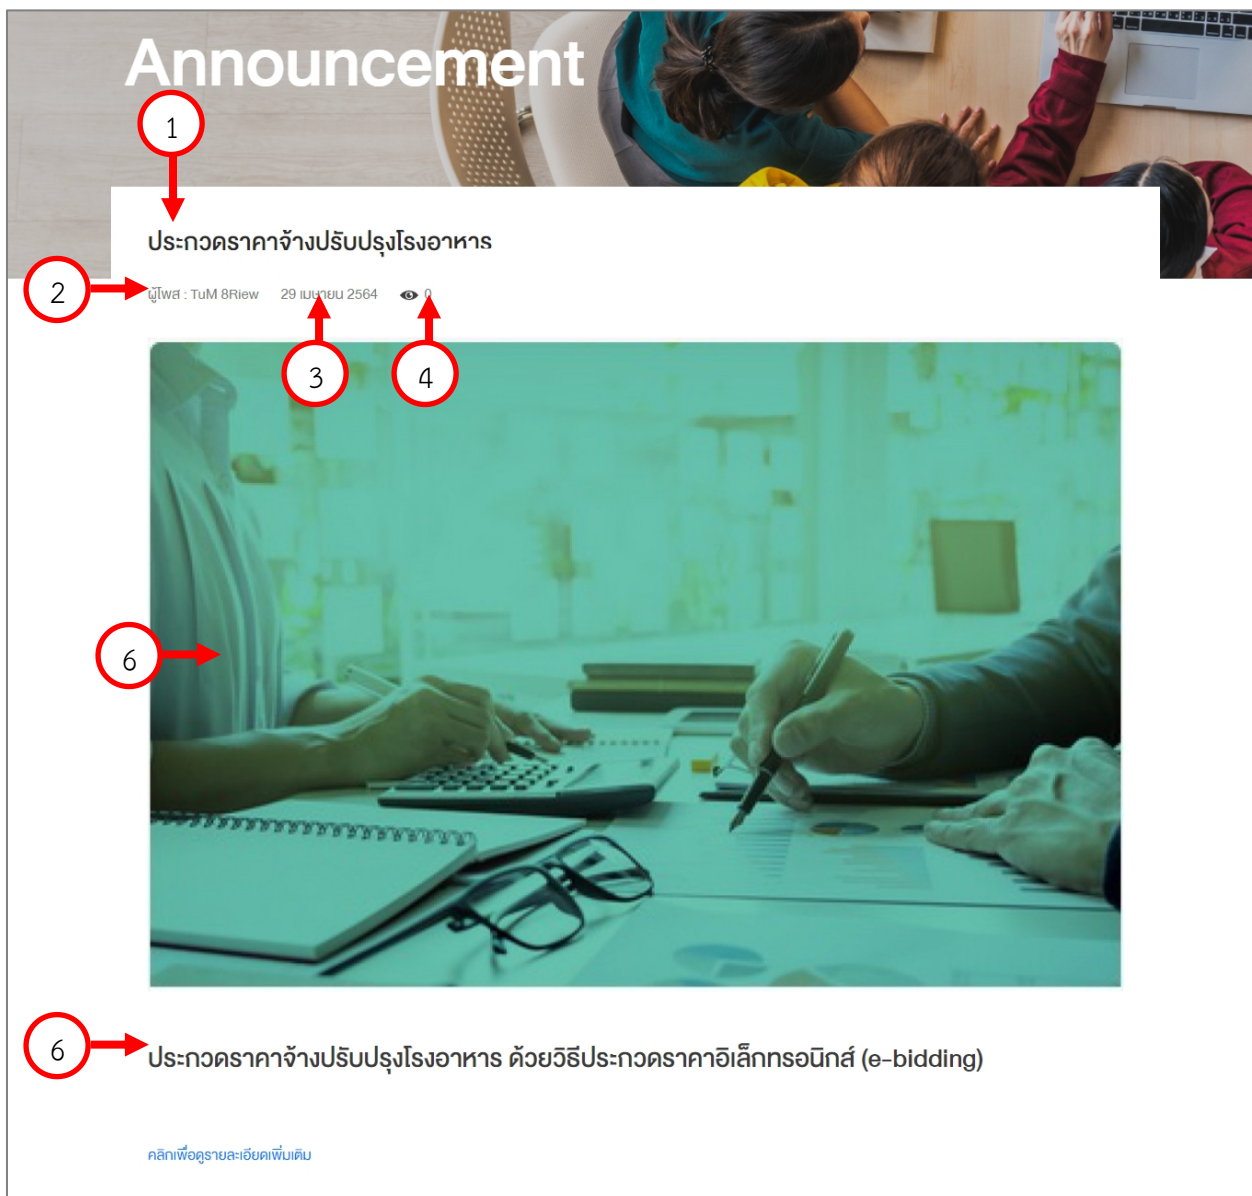 Announcement
1
ประกวดราคาจ้างปรับปรุงโรงอาหาร
2
ผู้โพส : TuM 8Riew 29 เมษายน 2564 0
3
4
6
6
ประกวดราคาจ้างปรับปรุงโรงอาหาร ด้วยวิธีประกวดราคาอิเล็กทรอนิกส์ (e-bidding)
คลิกเพื่อดูรายละเอียดเพิ่มเติม